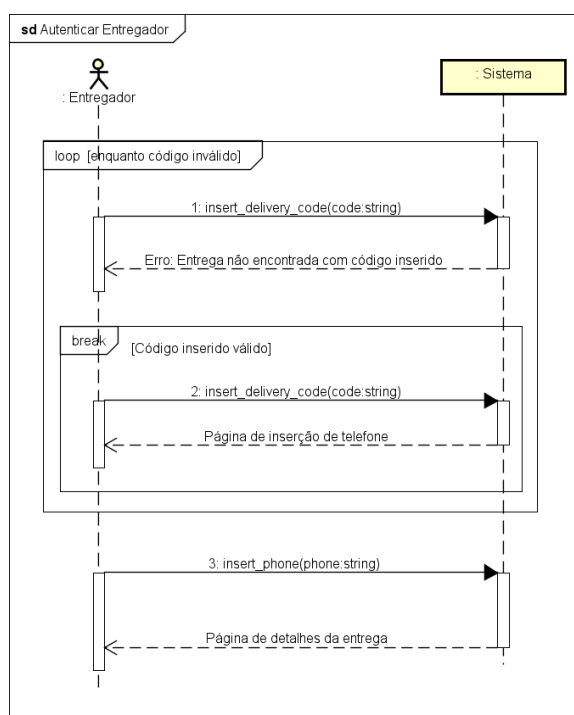 sd Autenticar Entregador
: Entregador
: Sistema
loop [enquanto código inválido]
1: insert_delivery_code(code:string)
Erro: Entrega não encontrada com código inserido
break
[Código inserido válido]
2: insert_delivery_code(code:string)
Página de inserção de telefone
3: insert_phone(phone:string)
Página de detalhes da entrega